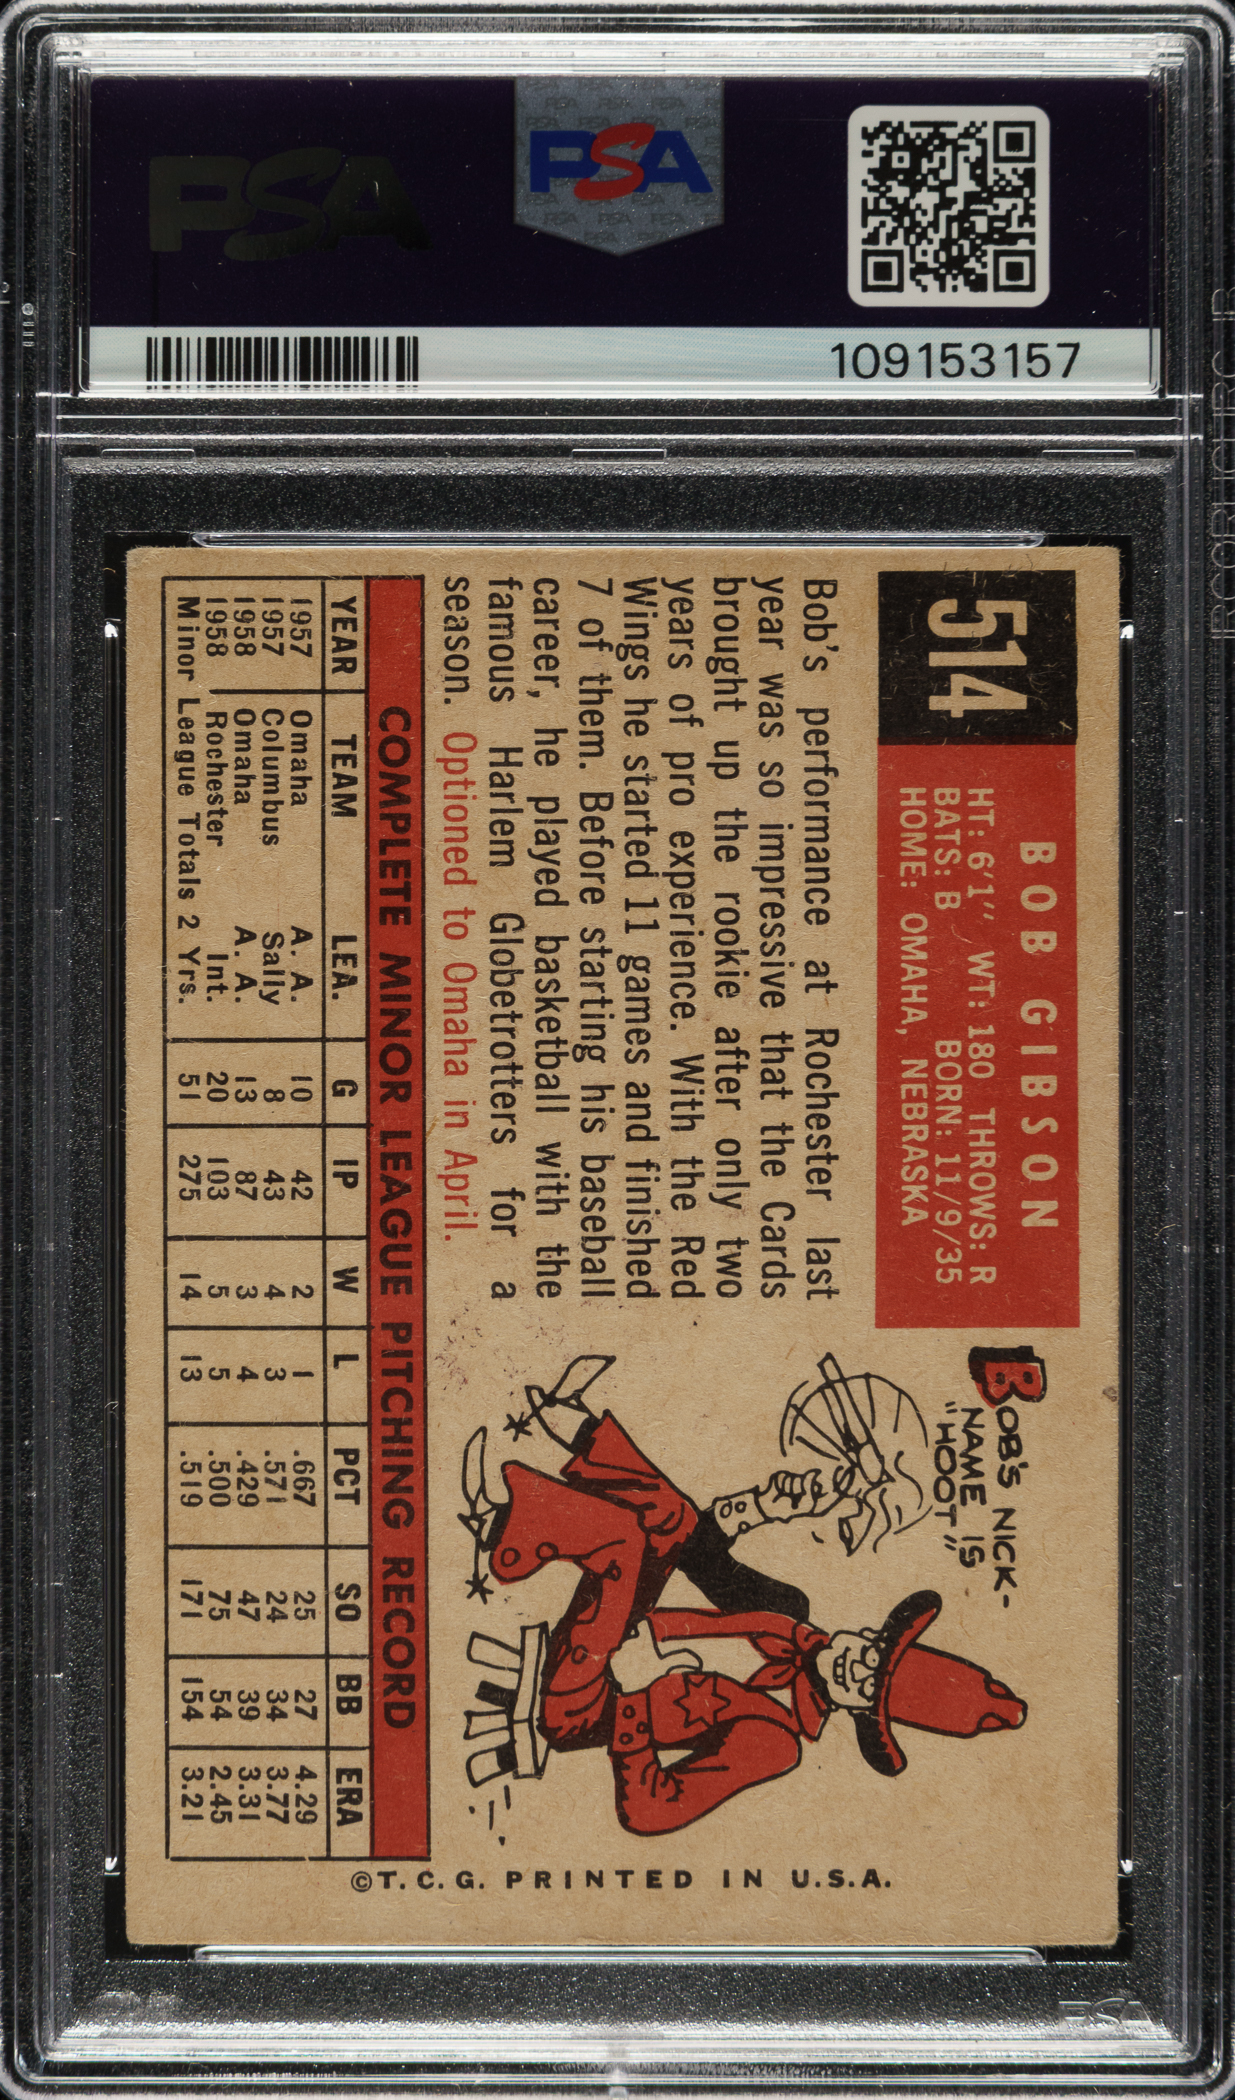 PSA
PSA
109153157
514
BOB GIBSON
HT: 6'1" WT: 180 THROWS: R
BATS: B BORN: 11/9/35
HOME: OMAHA, NEBRASKA
Bob's performance at Rochester last
year was so impressive that the Cards
brought up the rookie after only two
years of pro experience. With the Red
Wings he started 11 games and finished
7 of them. Before starting his baseball
career, he played basketball with the
famous Harlem Globetrotters for a
season. Optioned to Omaha in April.
BOB'S NICK-
NAME IS
"HOOT"
COMPLETE MINOR LEAGUE PITCHING RECORD
YEAR TEAM LEA. G IP W L PCT SO BB ERA
1957 Omaha A. A. 10 42 2 1 .667 25 27 4.29
1957 Columbus Sally 8 43 4 3 .571 24 34 3.77
1958 Omaha A. A. 13 87 3 4 .429 47 39 3.31
1958 Rochester Int. 20 103 5 5 .500 75 54 2.45
Minor League Totals 2 Yrs. 51 275 14 13 .519 171 154 3.21
©T.C.G. PRINTED IN U.S.A.
PSA